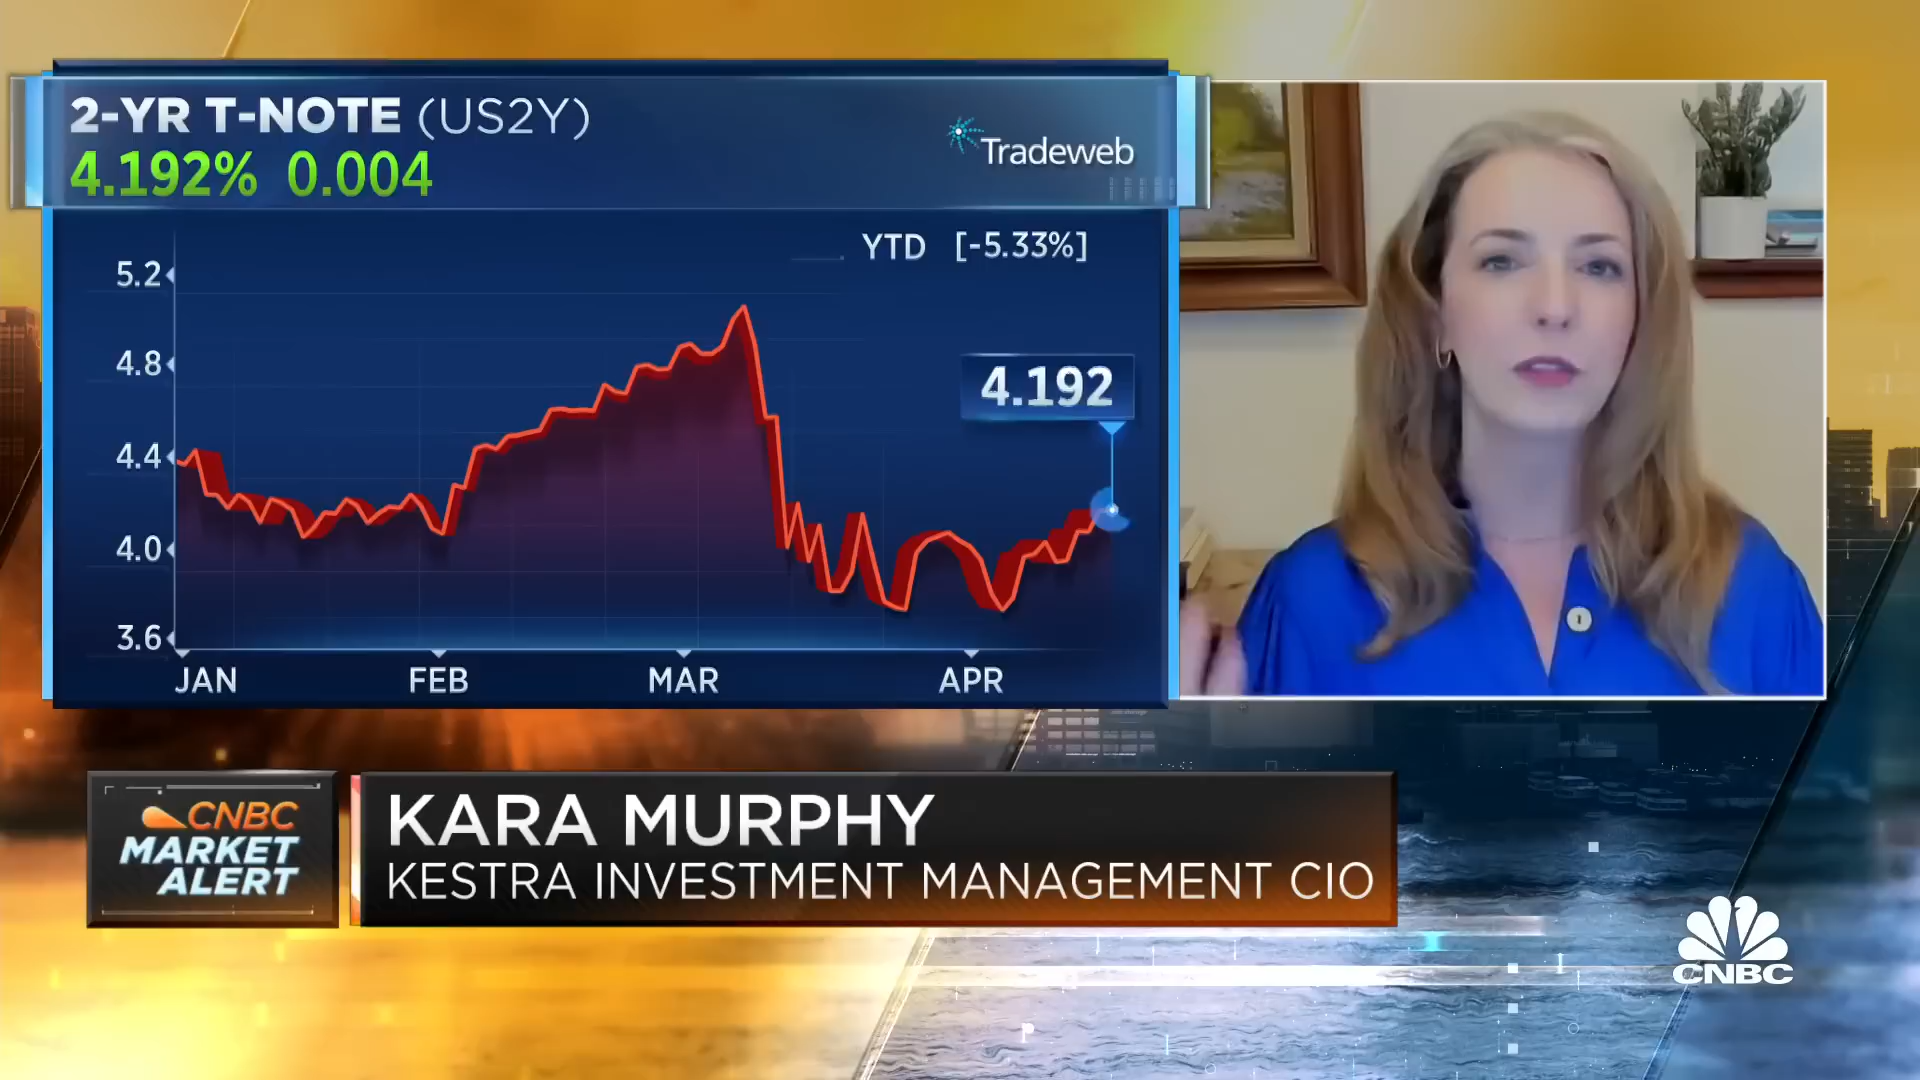 2-YR T-NOTE (US2Y)
4.192% 0.004
Tradeweb
YTD [-5.33%]
5.2
4.8
4.4
4.0
3.6
4.192
JAN FEB MAR APR
CNBC
MARKET
ALERT
KARA MURPHY
KESTRA INVESTMENT MANAGEMENT CIO
CNBC